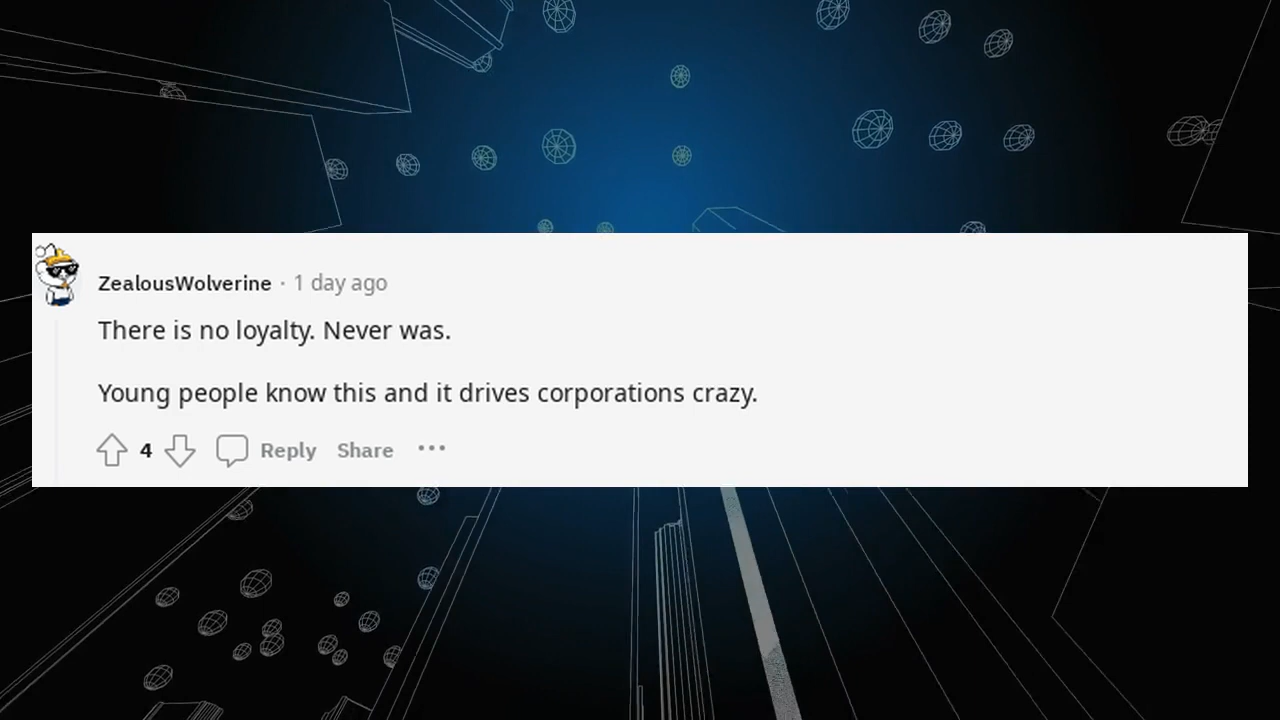 ZealousWolverine · 1 day ago
There is no loyalty. Never was.
Young people know this and it drives corporations crazy.
4 Reply Share ···